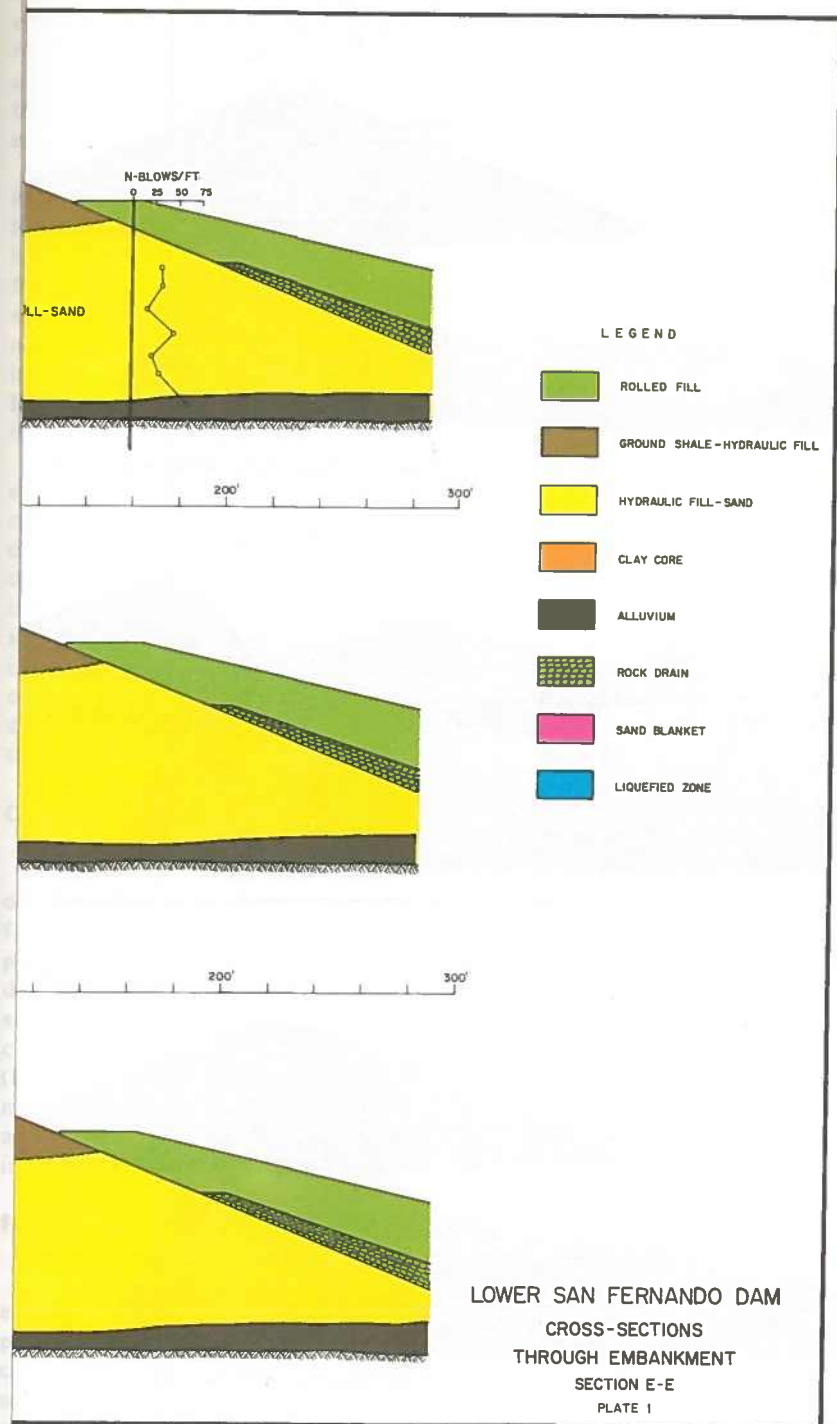 N-BLOWS/FT.
0 25 50 75
LL-SAND
200' 300'
LEGEND
ROLLED FILL
GROUND SHALE-HYDRAULIC FILL
HYDRAULIC FILL-SAND
CLAY CORE
ALLUVIUM
ROCK DRAIN
SAND BLANKET
LIQUEFIED ZONE
200' 300'
LOWER SAN FERNANDO DAM
CROSS-SECTIONS
THROUGH EMBANKMENT
SECTION E-E
PLATE 1